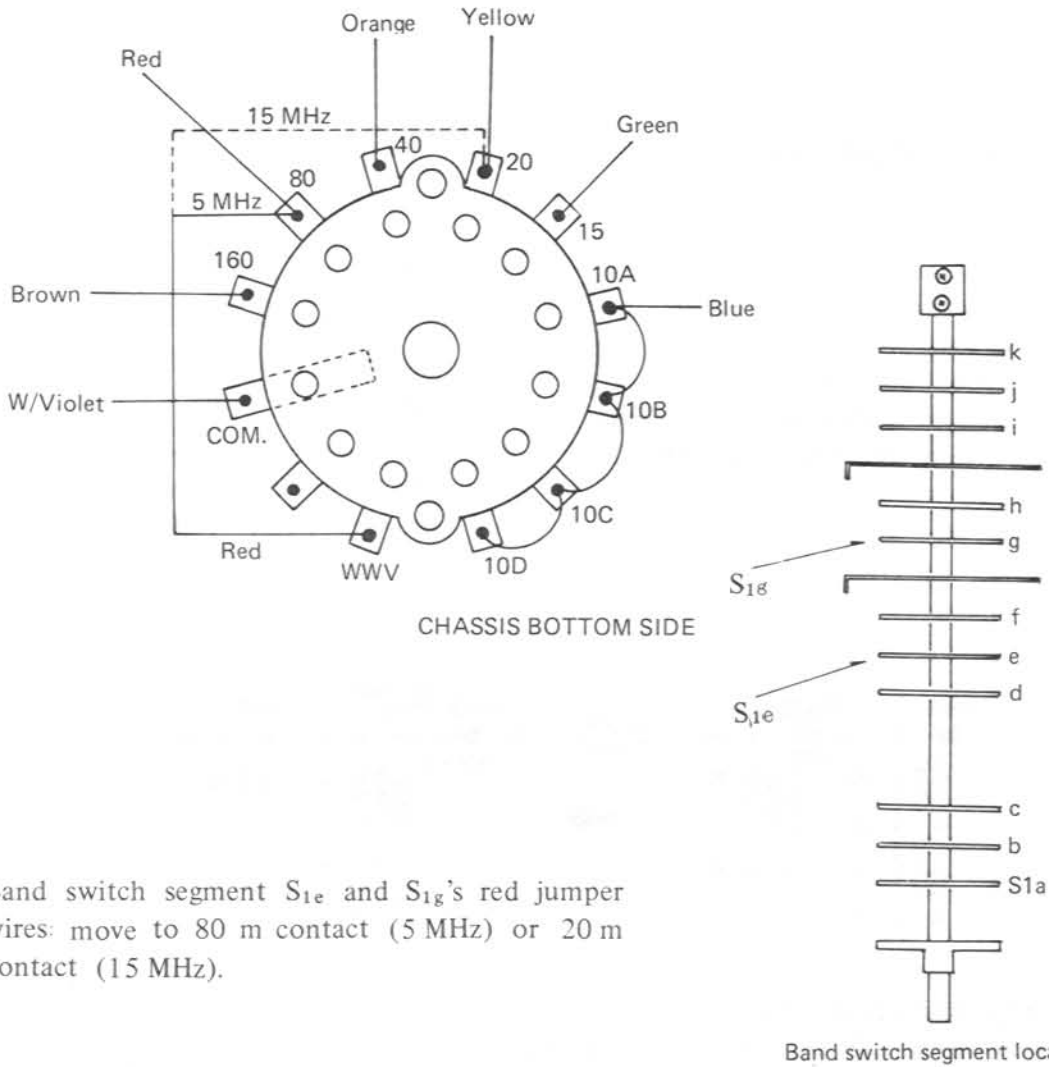 Orange
Yellow
Red
15 MHz
Green
40
20
80
5 MHz
15
160
10A
Brown
Blue
k
W/Violet
10B
j
COM.
i
10C
h
Red
WWV
10D
g
S1g
CHASSIS BOTTOM SIDE
f
e
S1e
d
c
b
and switch segment S1e and S1g's red jumper
S1a
ires: move to 80 m contact (5 MHz) or 20 m
ontact (15 MHz).
Band switch segment loca